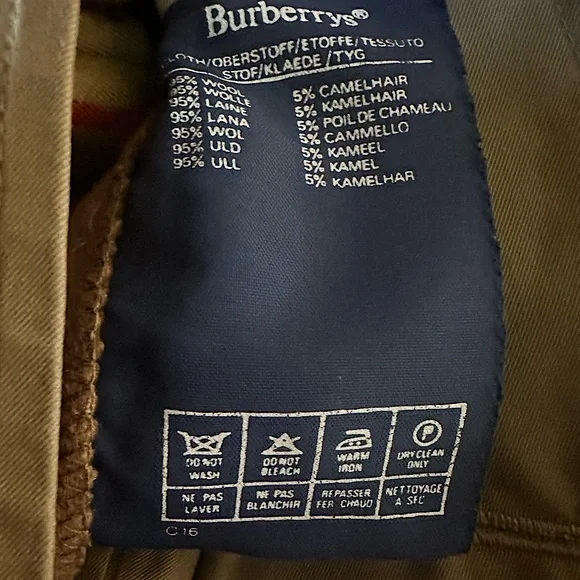 Burberrys®
CLOTH/OBERSTOFF/ETOFFE/TESSUTO
STOF/KLAEDE/TYG
95% WOOL 5% CAMELHAIR
95% WOLLE 5% KAMELHAIR
95% LAINE 5% POIL DE CHAMEAU
95% LANA 5% CAMMELLO
95% WOL 5% KAMEEL
95% ULD 5% KAMEL
95% ULL 5% KAMELHAR
P
DO NOT WASH
DO NOT BLEACH
WARM IRON
DRY CLEAN ONLY
NE PAS LAVER
NE PAS BLANCHIR
REPASSER FER CHAUD
NETTOYAGE A SEC
C 16